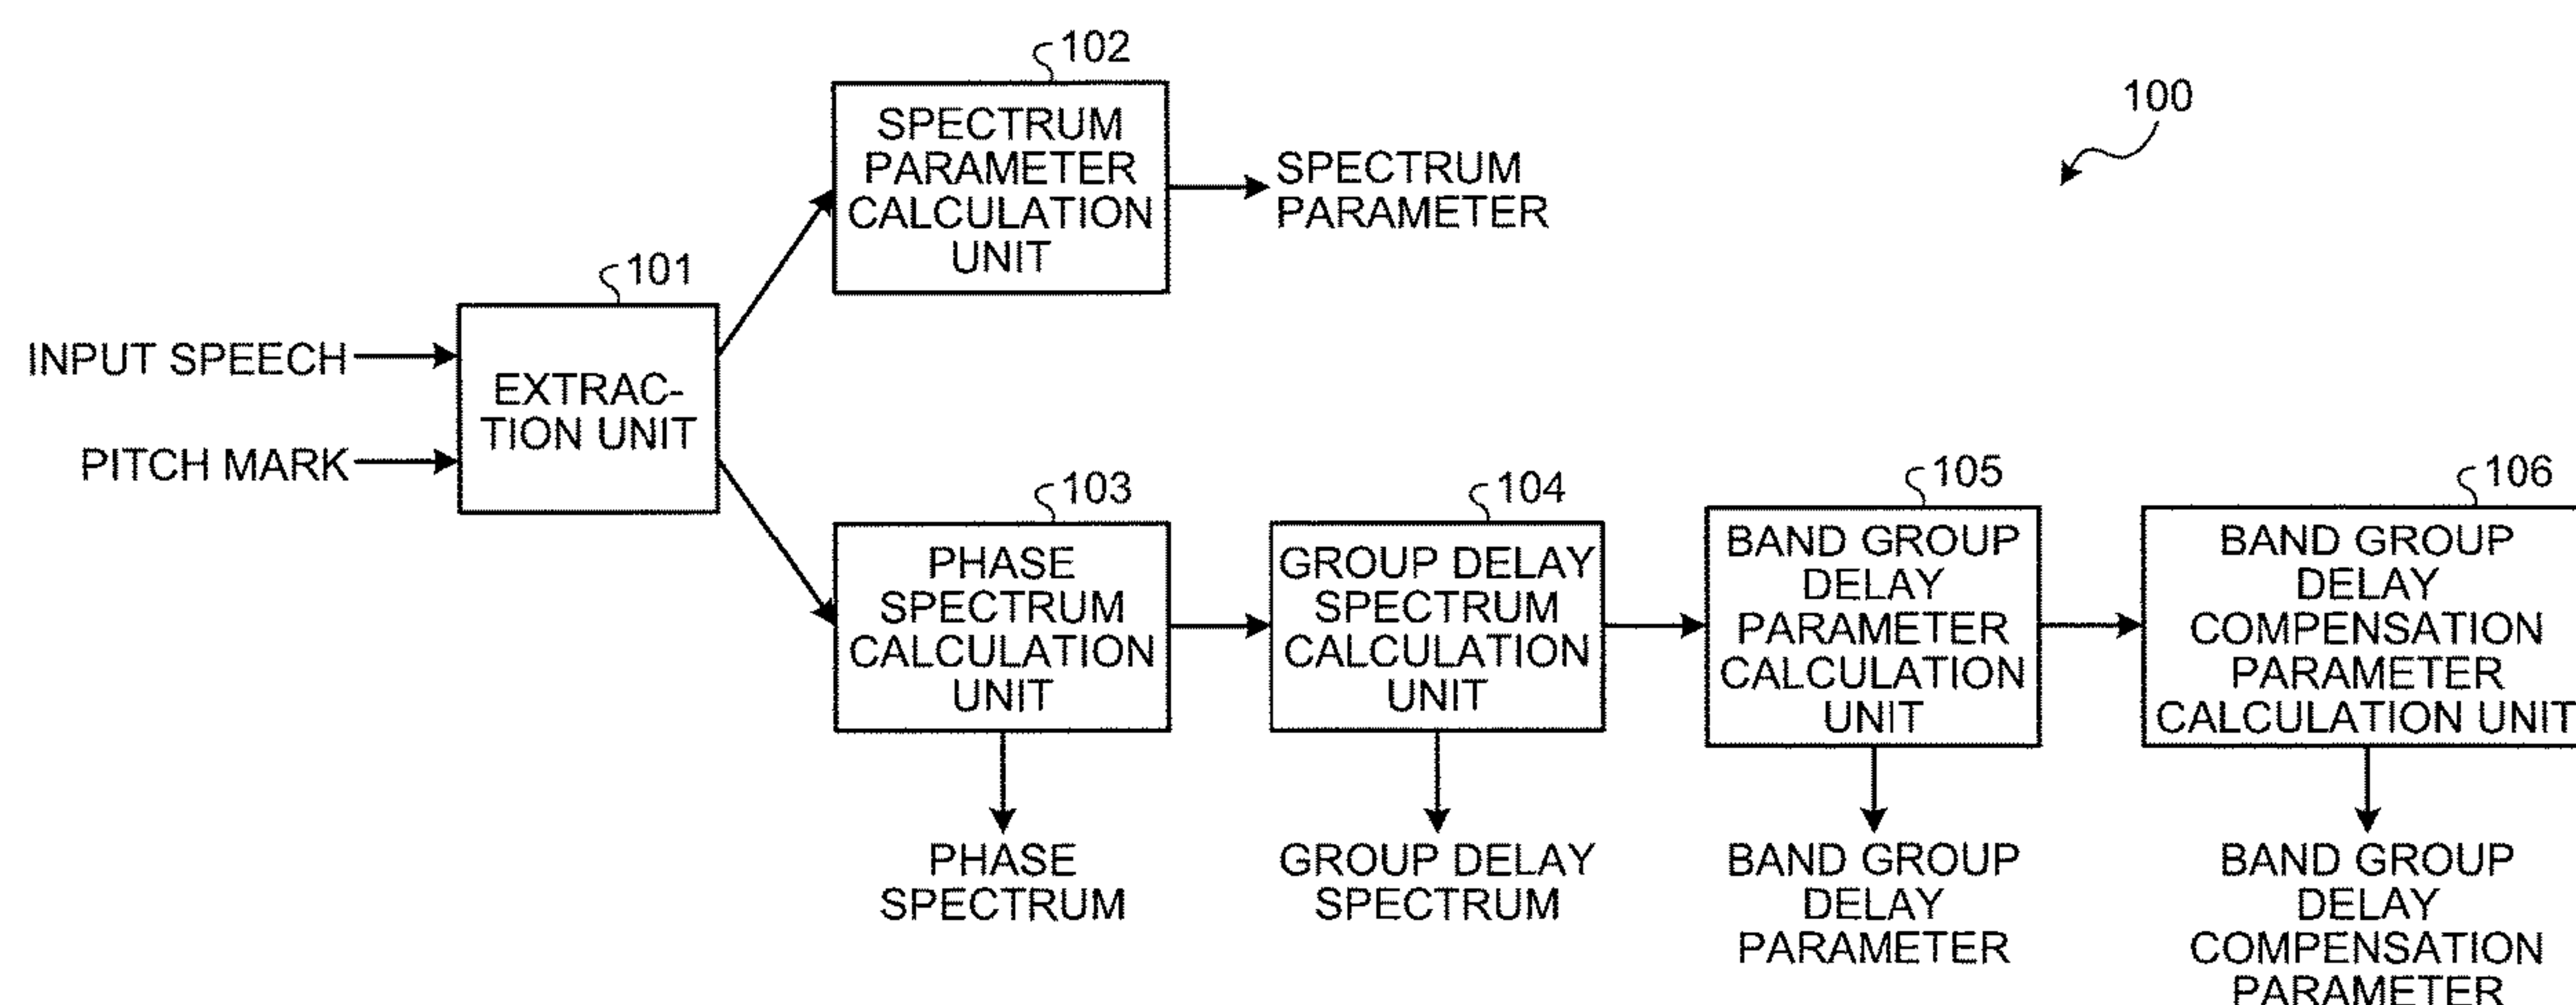 102
SPECTRUM
PARAMETER
CALCULATION
UNIT
SPECTRUM
PARAMETER
100
101
INPUT SPEECH
PITCH MARK
EXTRAC-
TION UNIT
103
PHASE
SPECTRUM
CALCULATION
UNIT
104
GROUP DELAY
SPECTRUM
CALCULATION
UNIT
105
BAND GROUP
DELAY
PARAMETER
CALCULATION
UNIT
106
BAND GROUP
DELAY
COMPENSATION
PARAMETER
CALCULATION UNIT
PHASE
SPECTRUM
GROUP DELAY
SPECTRUM
BAND GROUP
DELAY
PARAMETER
BAND GROUP
DELAY
COMPENSATION
PARAMETER